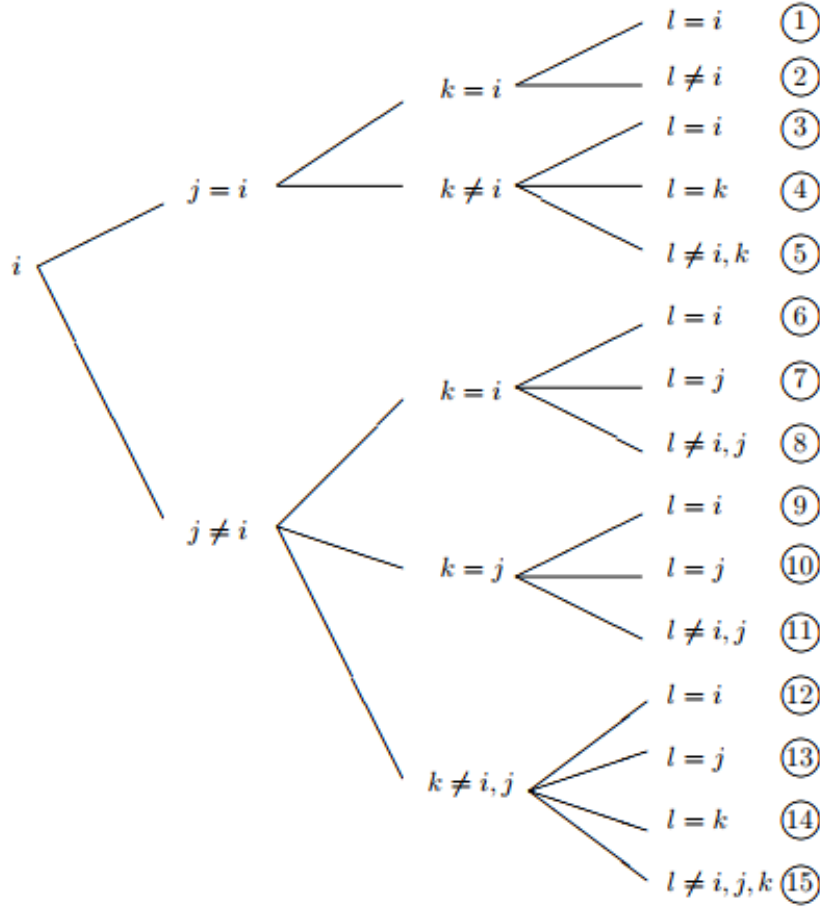 l = i ①
k = i
l ≠ i ②
l = i ③
j = i
k ≠ i
l = k ④
i
l ≠ i, k ⑤
l = i ⑥
k = i
l = j ⑦
l ≠ i, j ⑧
l = i ⑨
j ≠ i
k = j
l = j ⑩
l ≠ i, j ⑪
l = i ⑫
l = j ⑬
k ≠ i, j
l = k ⑭
l ≠ i, j, k ⑮